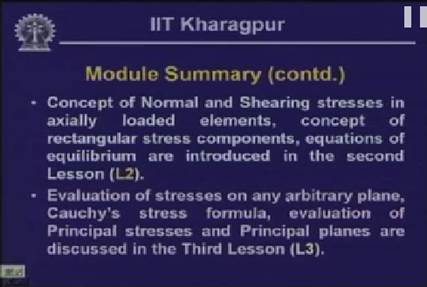 IIT Kharagpur
Module Summary (contd.)
• Concept of Normal and Shearing stresses in
axially loaded elements, concept of
rectangular stress components, equations of
equilibrium are introduced in the second
Lesson (L2).
• Evaluation of stresses on any arbitrary plane,
Cauchy's stress formula, evaluation of
Principal stresses and Principal planes are
discussed in the Third Lesson (L3).